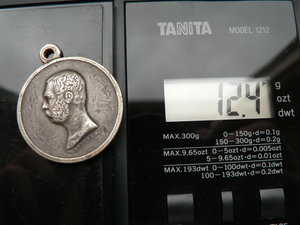 TANITA MODEL 1212
12.4 g
ozt
dwt
MAX.300g 0-150g·d=0.1g
150-300g·d=0.2g
MAX.9.65ozt 0-5ozt·d=0.005ozt
5-9.65ozt·d=0.01ozt
MAX.193dwt 0-100dwt·d=0.1dwt
100-193dwt·d=0.2dwt